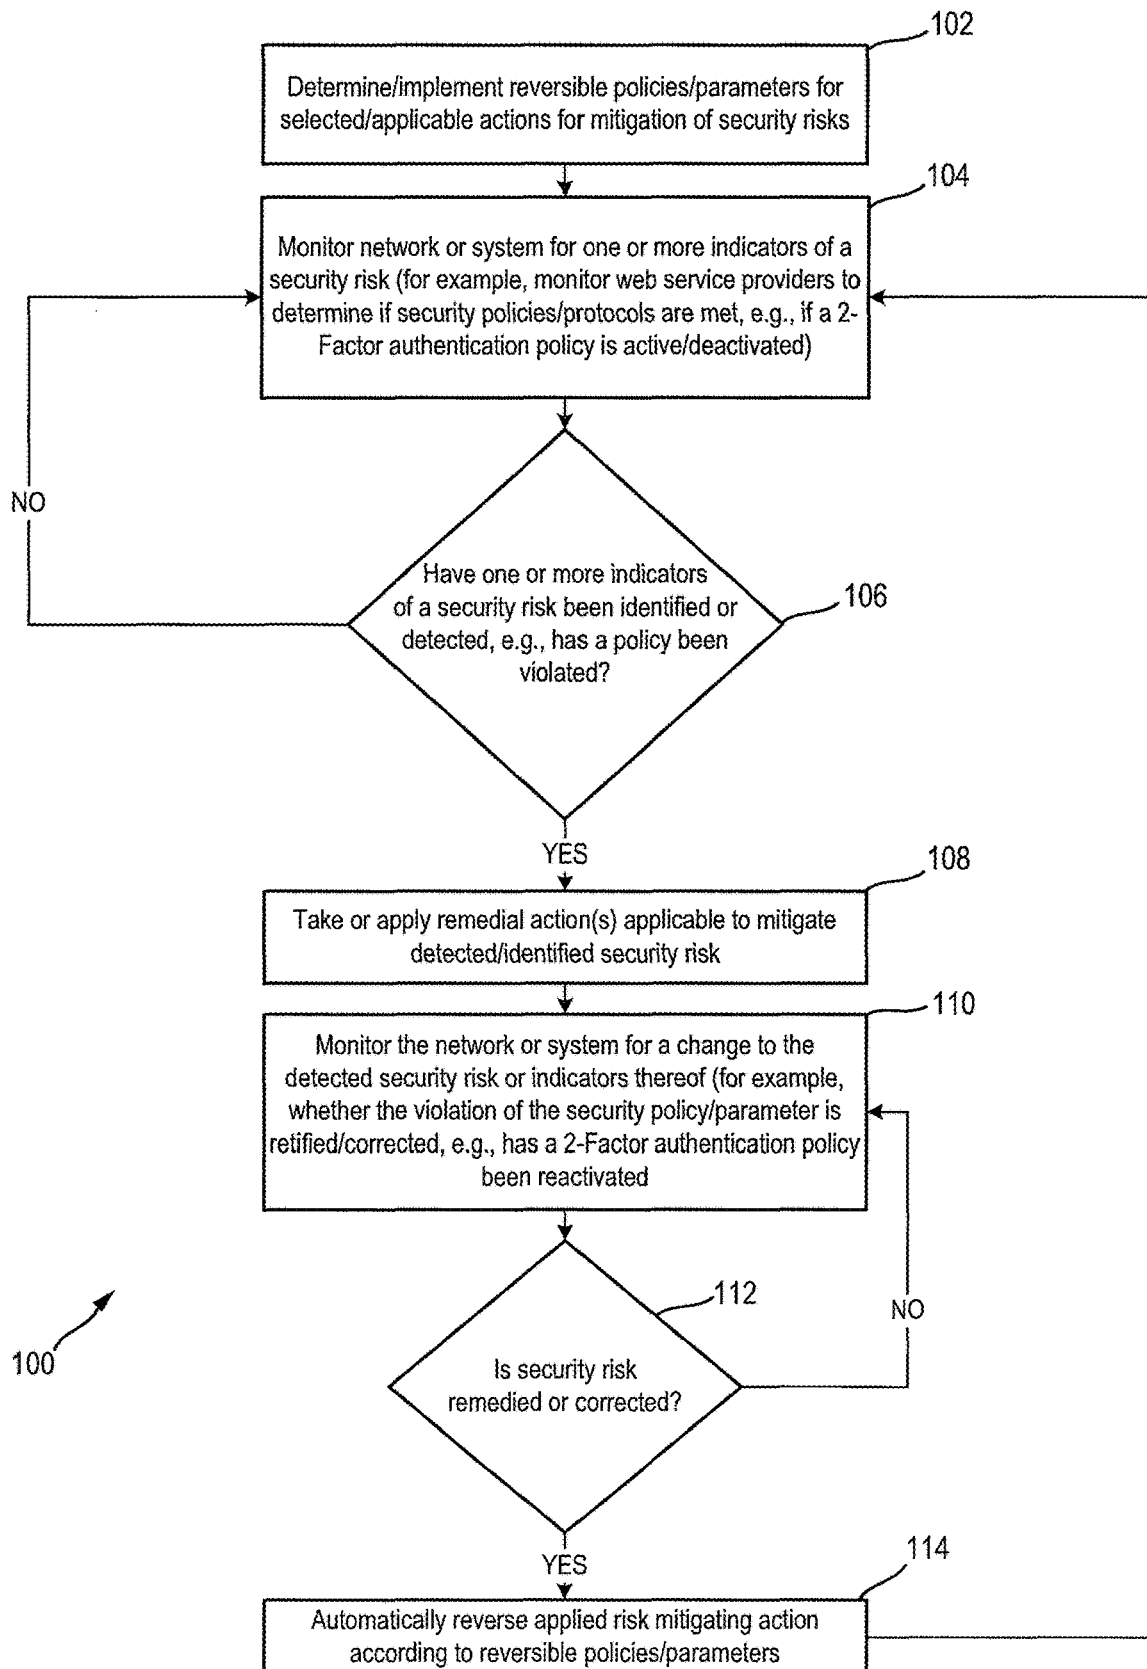 102
Determine/implement reversible policies/parameters for
selected/applicable actions for mitigation of security risks
104
Monitor network or system for one or more indicators of a
security risk (for example, monitor web service providers to
determine if security policies/protocols are met, e.g., if a 2-
Factor authentication policy is active/deactivated)
NO
Have one or more indicators
of a security risk been identified or
detected, e.g., has a policy been
violated?
106
YES
108
Take or apply remedial action(s) applicable to mitigate
detected/identified security risk
110
Monitor the network or system for a change to the
detected security risk or indicators thereof (for example,
whether the violation of the security policy/parameter is
retified/corrected, e.g., has a 2-Factor authentication policy
been reactivated
112
NO
100
Is security risk
remedied or corrected?
YES
114
Automatically reverse applied risk mitigating action
according to reversible policies/parameters